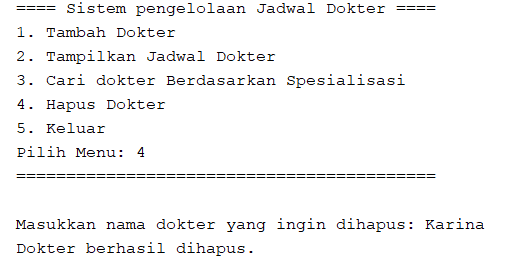 ==== Sistem pengelolaan Jadwal Dokter ====
1. Tambah Dokter
2. Tampilkan Jadwal Dokter
3. Cari dokter Berdasarkan Spesialisasi
4. Hapus Dokter
5. Keluar
Pilih Menu: 4
==========================================
Masukkan nama dokter yang ingin dihapus: Karina
Dokter berhasil dihapus.